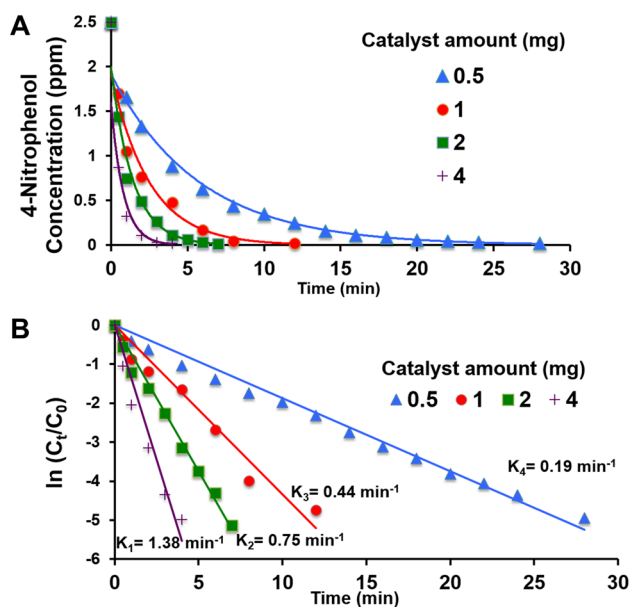 A
4-Nitrophenol
Concentration (ppm)
2.5
2
1.5
1
0.5
0
Catalyst amount (mg)
0.5
1
2
4
0 5 10 15 20 25 30
Time (min)
B
ln (Cₜ/C₀)
0
-1
-2
-3
-4
-5
-6
Catalyst amount (mg)
0.5 1 2 4
K₄= 0.19 min⁻¹
K₃= 0.44 min⁻¹
K₁= 1.38 min⁻¹
K₂= 0.75 min⁻¹
0 5 10 15 20 25 30
Time (min)